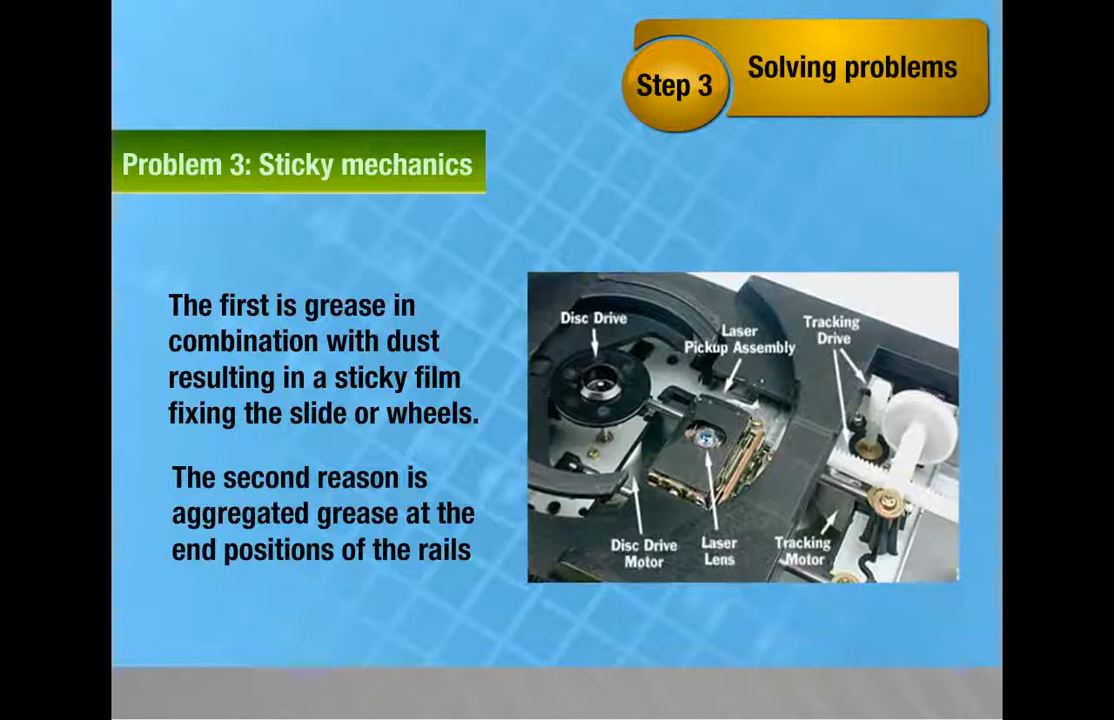 Step 3
Solving problems
Problem 3: Sticky mechanics
The first is grease in
combination with dust
resulting in a sticky film
fixing the slide or wheels.
The second reason is
aggregated grease at the
end positions of the rails
Disc Drive
Laser
Pickup Assembly
Tracking
Drive
Disc Drive
Motor
Laser
Lens
Tracking
Motor